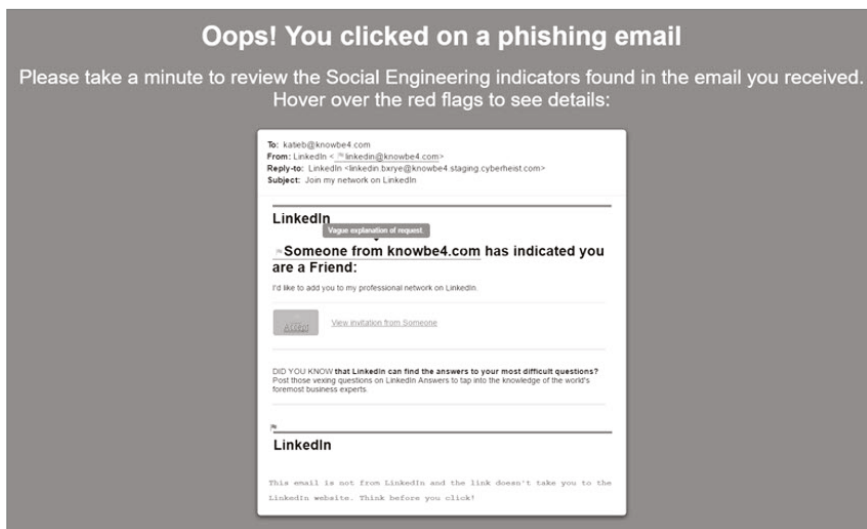 Oops! You clicked on a phishing email
Please take a minute to review the Social Engineering indicators found in the email you received.
Hover over the red flags to see details:
To: katieb@knowbe4.com
From: LinkedIn < linkedin@knowbe4.com>
Reply-to: LinkedIn <linkedin.bxrye@knowbe4.staging.cyberheist.com>
Subject: Join my network on LinkedIn
LinkedIn
Vague explanation of request.
Someone from knowbe4.com has indicated you
are a Friend:
I'd like to add you to my professional network on LinkedIn.
Accept
View invitation from Someone
DID YOU KNOW that LinkedIn can find the answers to your most difficult questions?
Post those vexing questions on LinkedIn Answers to tap into the knowledge of the world's
foremost business experts.
LinkedIn
This email is not from LinkedIn and the link doesn't take you to the
LinkedIn website. Think before you click!